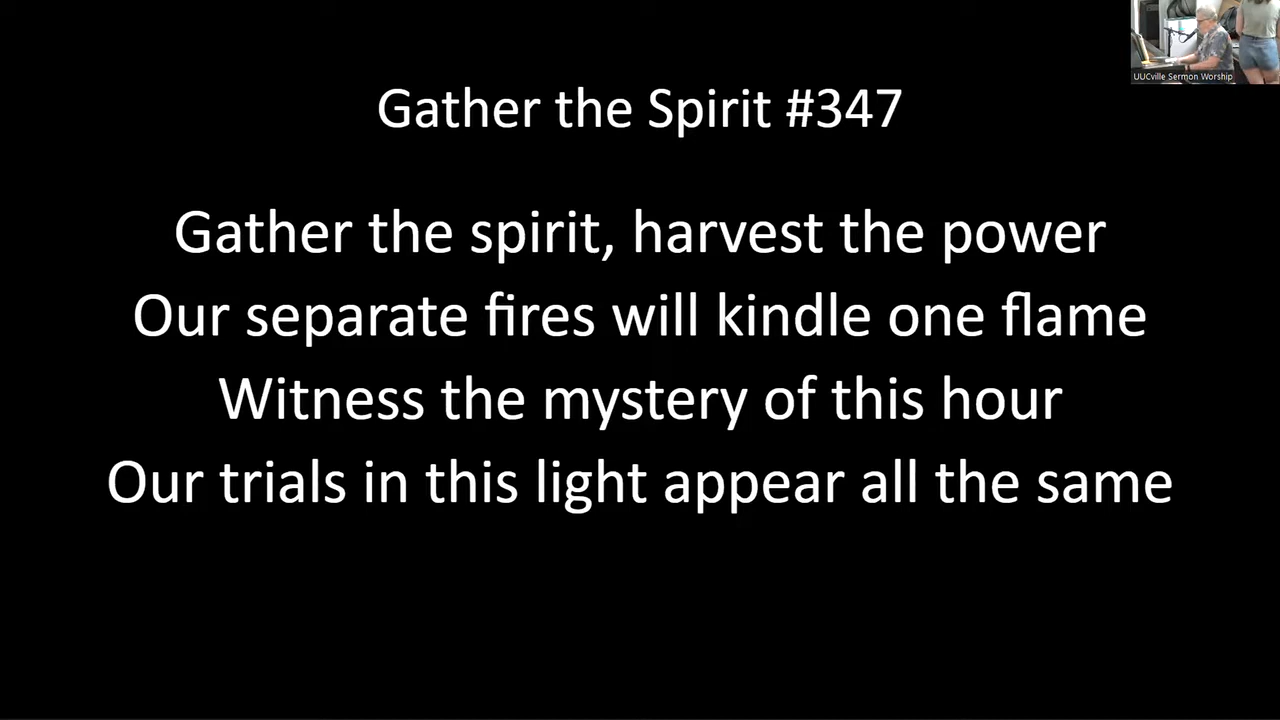 UUCville Sermon Worship
Gather the Spirit #347
Gather the spirit, harvest the power
Our separate fires will kindle one flame
Witness the mystery of this hour
Our trials in this light appear all the same